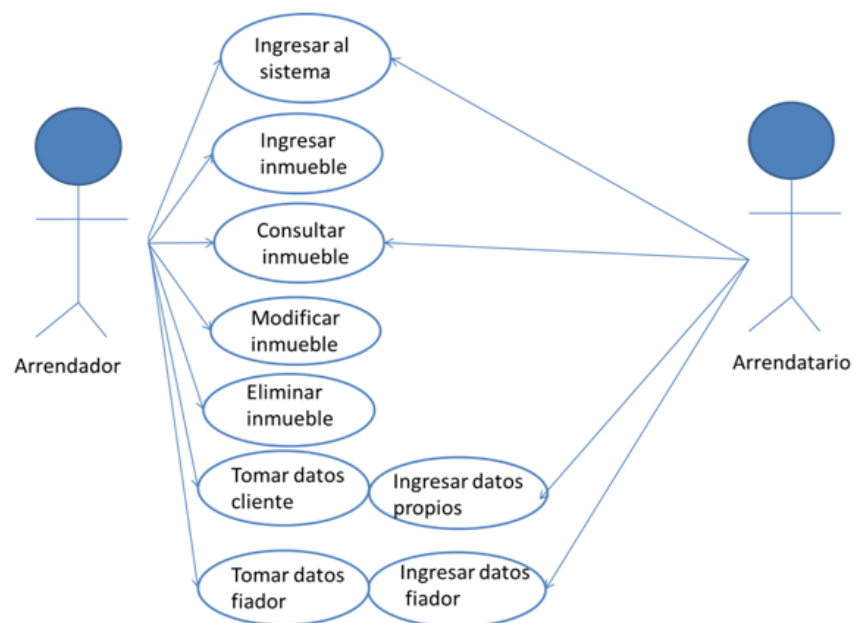 Ingresar al
sistema
Ingresar
inmueble
Consultar
inmueble
Modificar
inmueble
Arrendador
Arrendatario
Eliminar
inmueble
Tomar datos
cliente
Ingresar datos
propios
Tomar datos
fiador
Ingresar datos
fiador